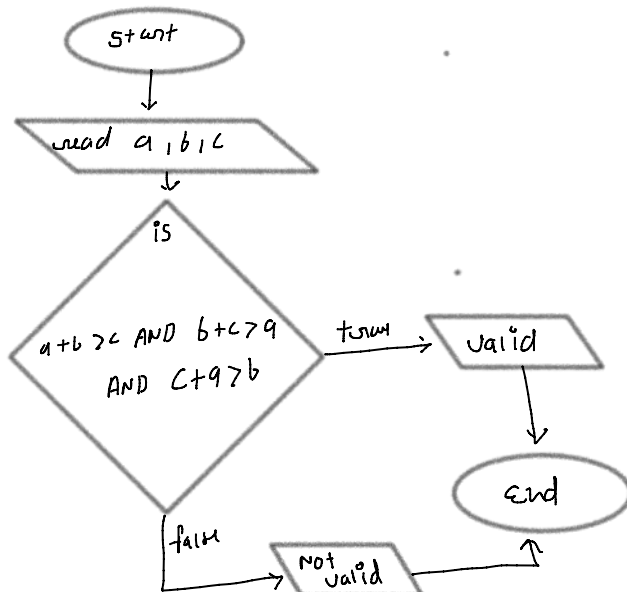 start
read a, b, c
is
a+b>c AND b+c>a
AND C+a>b
true
valid
false
Not
valid
End